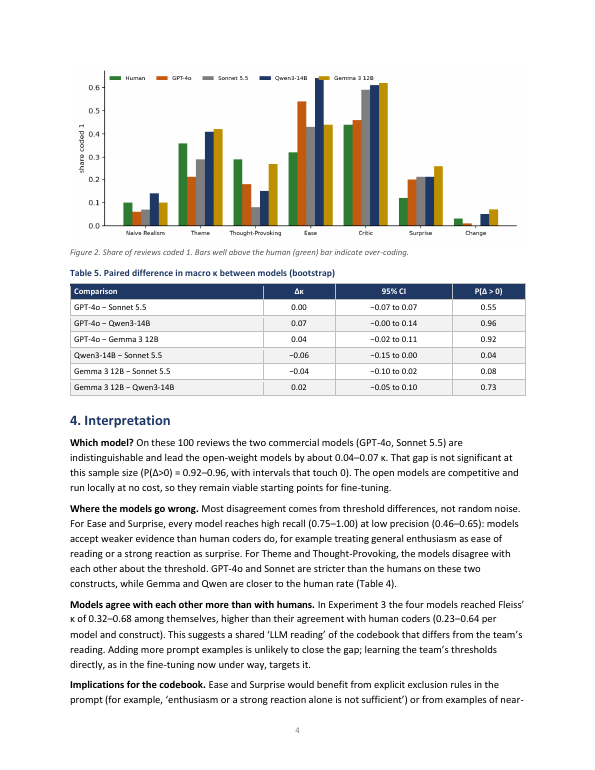 Human GPT-4o Sonnet 5.5 Qwen3-14B Gemma 3 12B
share coded 1
0.6
0.5
0.4
0.3
0.2
0.1
0.0
Naive Realism Theme Thought-Provoking Ease Critic Surprise Change
Figure 2. Share of reviews coded 1. Bars well above the human (green) bar indicate over-coding.
Table 5. Paired difference in macro κ between models (bootstrap)
Comparison Δκ 95% CI P(Δ > 0)
GPT-4o − Sonnet 5.5 0.00 −0.07 to 0.07 0.55
GPT-4o − Qwen3-14B 0.07 −0.00 to 0.14 0.96
GPT-4o − Gemma 3 12B 0.04 −0.02 to 0.11 0.92
Qwen3-14B − Sonnet 5.5 −0.06 −0.15 to 0.00 0.04
Gemma 3 12B − Sonnet 5.5 −0.04 −0.10 to 0.02 0.08
Gemma 3 12B − Qwen3-14B 0.02 −0.05 to 0.10 0.73
4. Interpretation
Which model? On these 100 reviews the two commercial models (GPT-4o, Sonnet 5.5) are
indistinguishable and lead the open-weight models by about 0.04–0.07 κ. That gap is not significant at
this sample size (P(Δ>0) = 0.92–0.96, with intervals that touch 0). The open models are competitive and
run locally at no cost, so they remain viable starting points for fine-tuning.
Where the models go wrong. Most disagreement comes from threshold differences, not random noise.
For Ease and Surprise, every model reaches high recall (0.75–1.00) at low precision (0.46–0.65): models
accept weaker evidence than human coders do, for example treating general enthusiasm as ease of
reading or a strong reaction as surprise. For Theme and Thought-Provoking, the models disagree with
each other about the threshold. GPT-4o and Sonnet are stricter than the humans on these two
constructs, while Gemma and Qwen are closer to the human rate (Table 4).
Models agree with each other more than with humans. In Experiment 3 the four models reached Fleiss’
κ of 0.32–0.68 among themselves, higher than their agreement with human coders (0.23–0.64 per
model and construct). This suggests a shared ‘LLM reading’ of the codebook that differs from the team’s
reading. Adding more prompt examples is unlikely to close the gap; learning the team’s thresholds
directly, as in the fine-tuning now under way, targets it.
Implications for the codebook. Ease and Surprise would benefit from explicit exclusion rules in the
prompt (for example, ‘enthusiasm or a strong reaction alone is not sufficient’) or from examples of near-
4